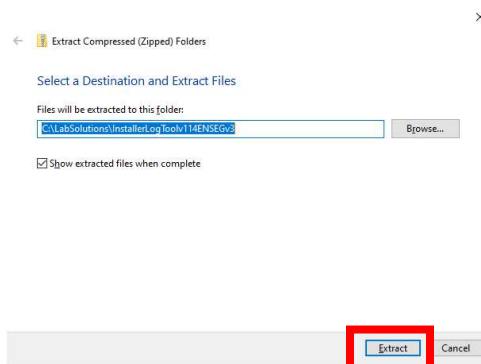 Extract Compressed (Zipped) Folders
Select a Destination and Extract Files
Files will be extracted to this folder:
C:\LabSolutions\InstallerLogToolv114ENSEGv3
Browse...
Show extracted files when complete
Extract
Cancel